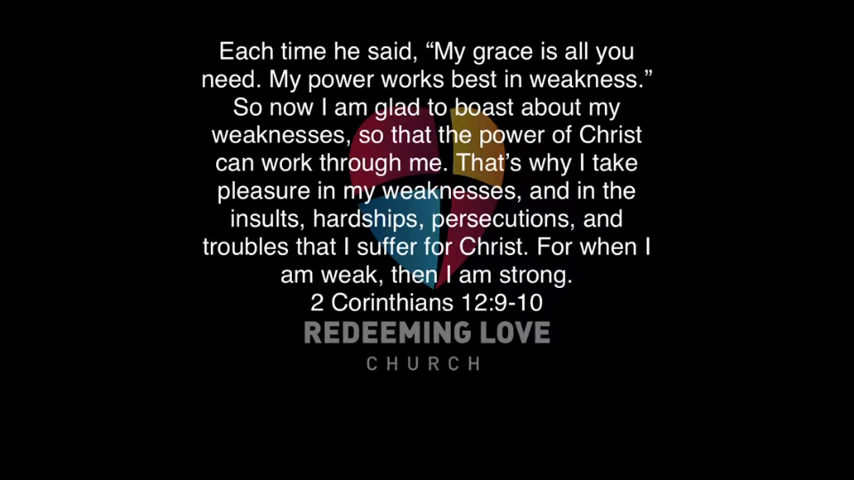 Each time he said, “My grace is all you
need. My power works best in weakness.”
So now I am glad to boast about my
weaknesses, so that the power of Christ
can work through me. That’s why I take
pleasure in my weaknesses, and in the
insults, hardships, persecutions, and
troubles that I suffer for Christ. For when I
am weak, then I am strong.
2 Corinthians 12:9-10
REDEEMING LOVE
CHURCH